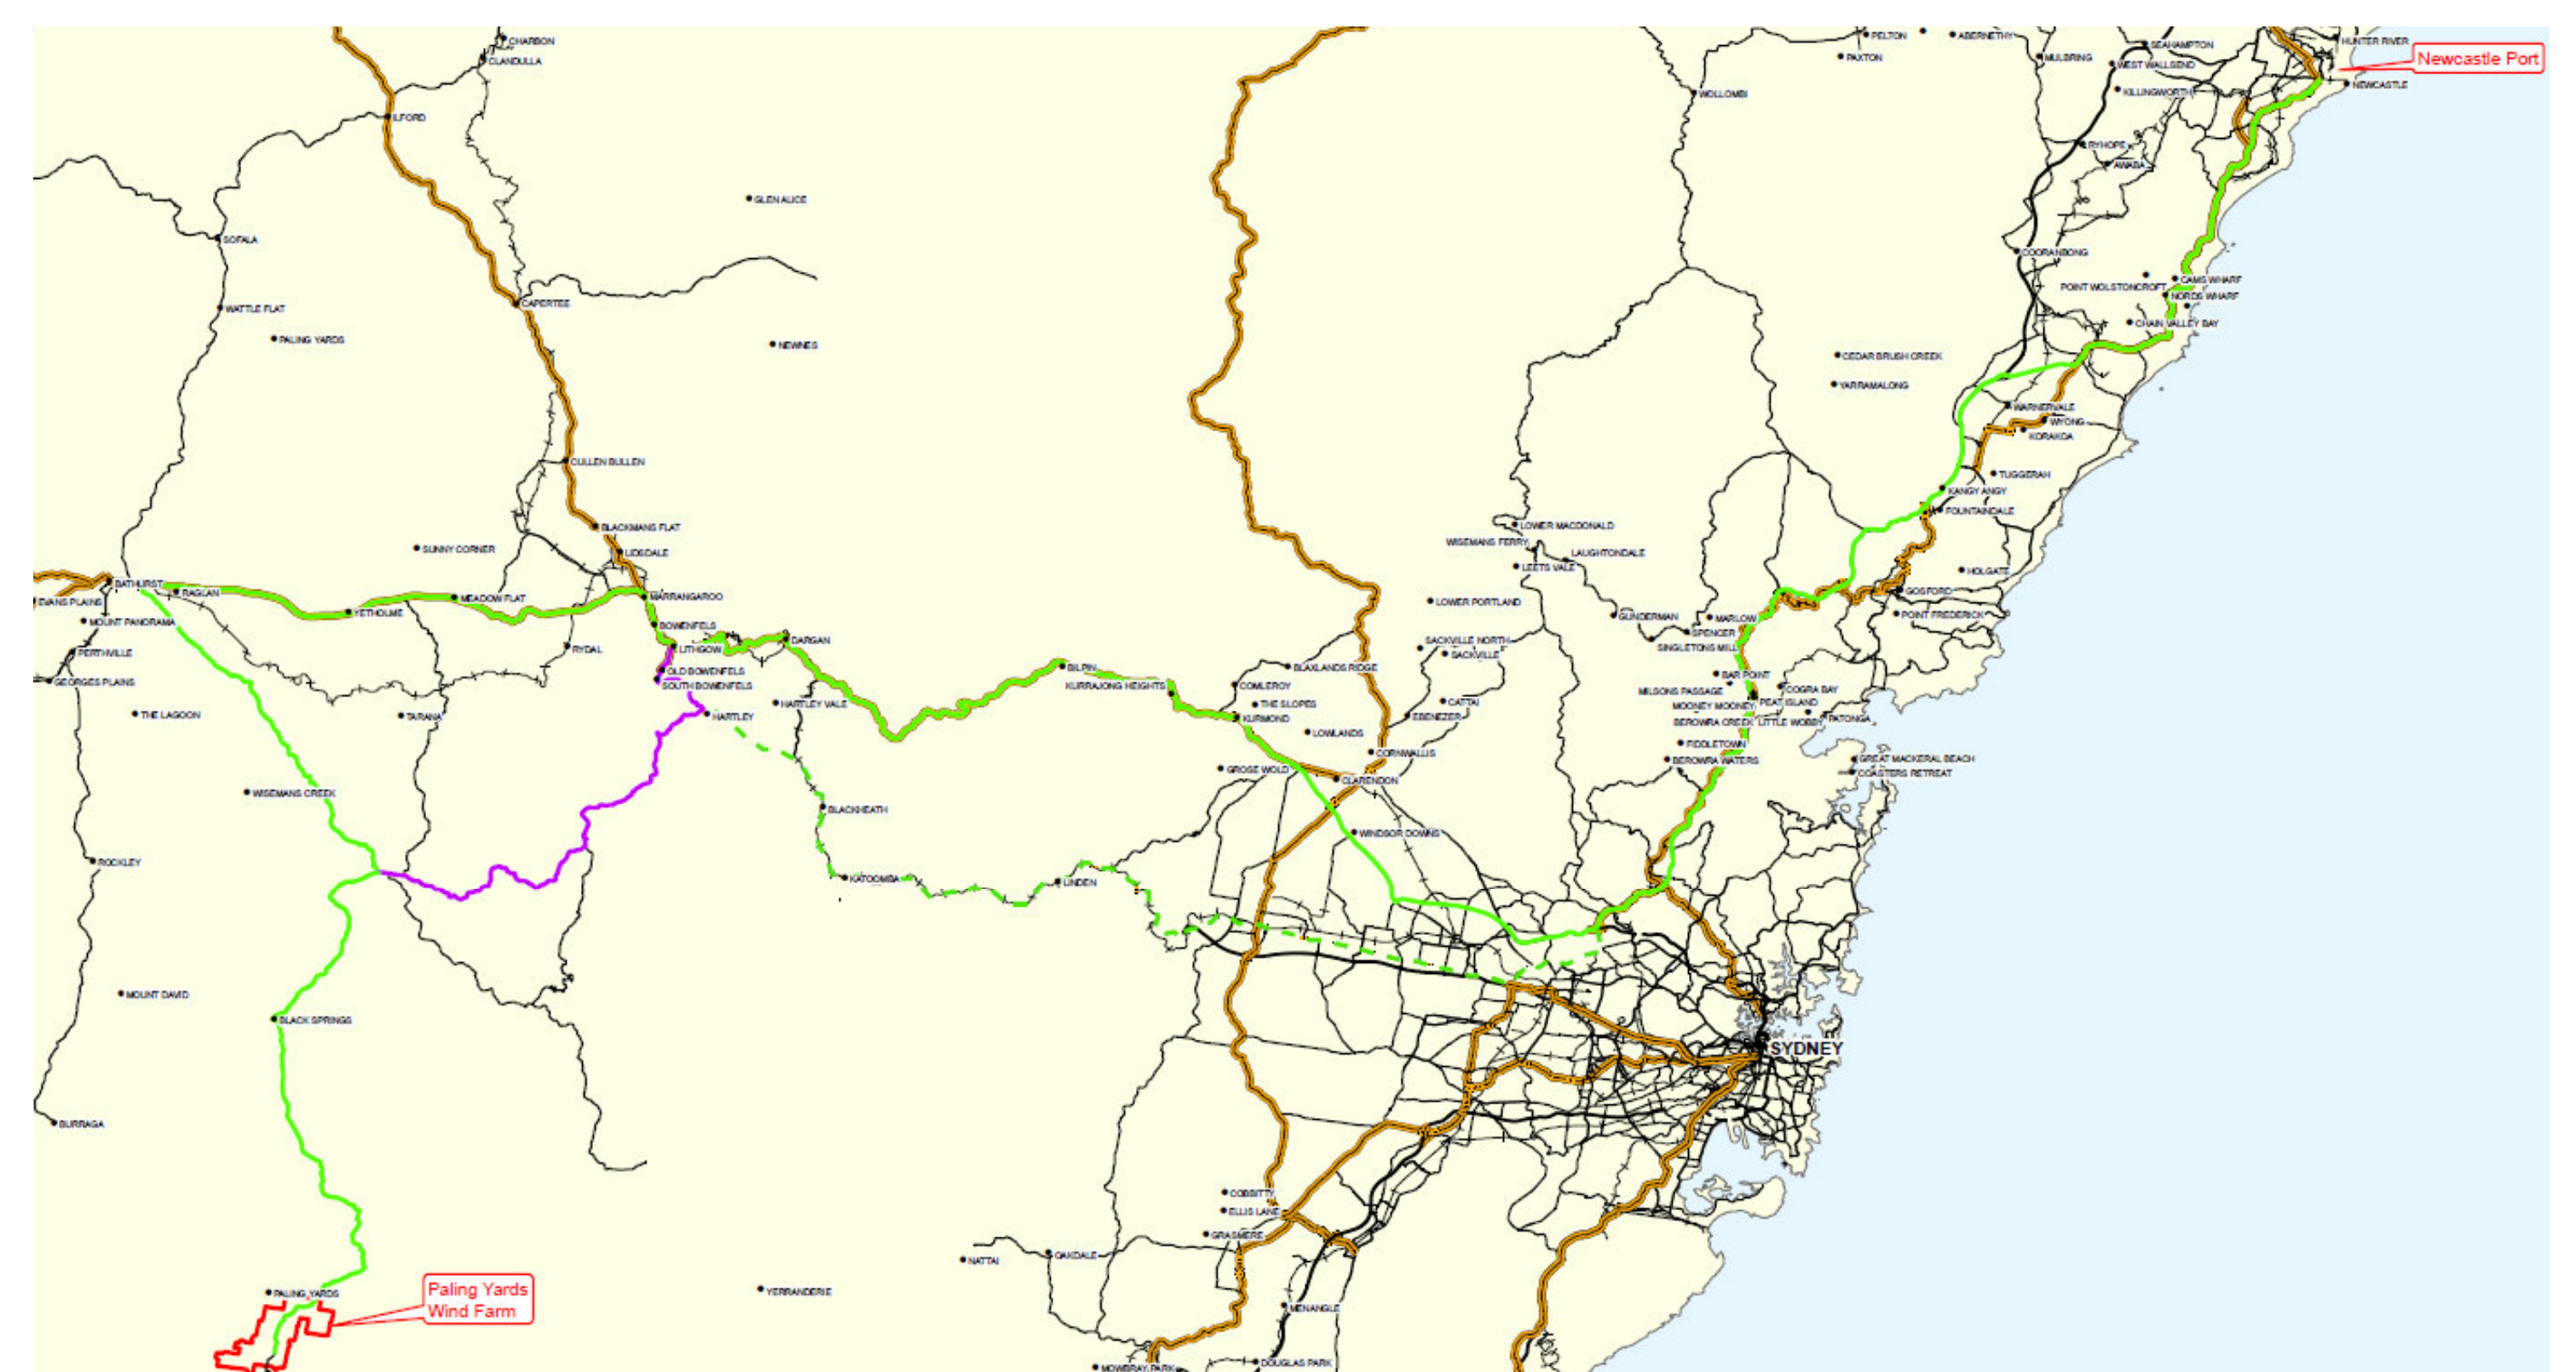 CHARBON
PELTON
ABERNETHY
SEAHAMPTON
HUNTER RIVER
CLANDULLA
PAXTON
MULBRING
WEST WALLSEND
Newcastle Port
KILLINGWORTH
NEWCASTLE
WOLLOMBI
ILFORD
RYHOPE
AWABA
GLEN ALICE
SOFALA
COORANBONG
CAMS WHARF
POINT WOLSTONCROFT
NORDS WHARF
CAPERTEE
WATTLE FLAT
CHAIN VALLEY BAY
PALING YARDS
NEWNES
CEDAR BRUSH CREEK
YARRAMALONG
WARNERVALE
WYONG
KORAKOA
CULLEN BULLEN
TUGGERAH
KANGY ANGY
FOUNTAINDALE
BLACKMANS FLAT
LOWER MACDONALD
WISEMANS FERRY
SUNNY CORNER
LIDSDALE
LAUGHTONDALE
LEETS VALE
HOLGATE
BATHURST
RAGLAN
MEADOW FLAT
MARRANGAROO
GOSFORD
EVANS PLAINS
YETHOLME
LOWER PORTLAND
POINT FREDERICK
MOUNT PANORAMA
BOWENFELS
GUNDERMAN
MARLOW
SPENCER
PERTHVILLE
RYDAL
LITHGOW
DARGAN
SACKVILLE NORTH
SACKVILLE
SINGLETONS MILL
GEORGES PLAINS
OLD BOWENFELS
SOUTH BOWENFELS
BILPIN
BLAXLANDS RIDGE
KURRAJONG HEIGHTS
COMLEROY
BAR POINT
MILSONS PASSAGE
COGRA BAY
THE LAGOON
TARANA
HARTLEY
HARTLEY VALE
THE SLOPES
KURMOND
CATTAI
EBENEZER
MOONEY MOONEY
PEAT ISLAND
BEROWRA CREEK
LITTLE WOBBY
PATONGA
LOWLANDS
CORNWALLIS
FIDDLETOWN
BEROWRA WATERS
GREAT MACKERAL BEACH
COASTERS RETREAT
GROSE WOLD
CLARENDON
WISEMANS CREEK
BLACKHEATH
WINDSOR DOWNS
ROCKLEY
KATOOMBA
LINDEN
MOUNT DAVID
BLACK SPRINGS
SYDNEY
BURRAGA
COBBITTY
ELLIS LANE
GRASMERE
NATTAI
OAKDALE
PALING YARDS
Paling Yards
Wind Farm
YERRANDERIE
MENANGLE
MOWBRAY PARK
DOUGLAS PARK